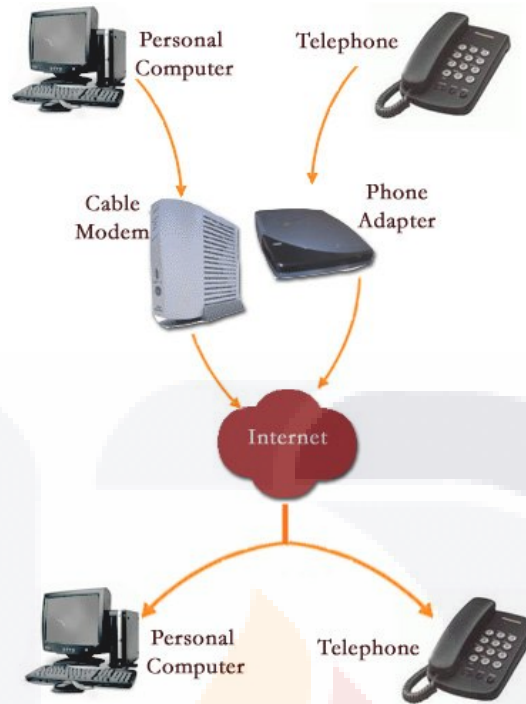 Personal
Computer
Telephone
Cable
Modem
Phone
Adapter
Internet
Personal
Computer
Telephone